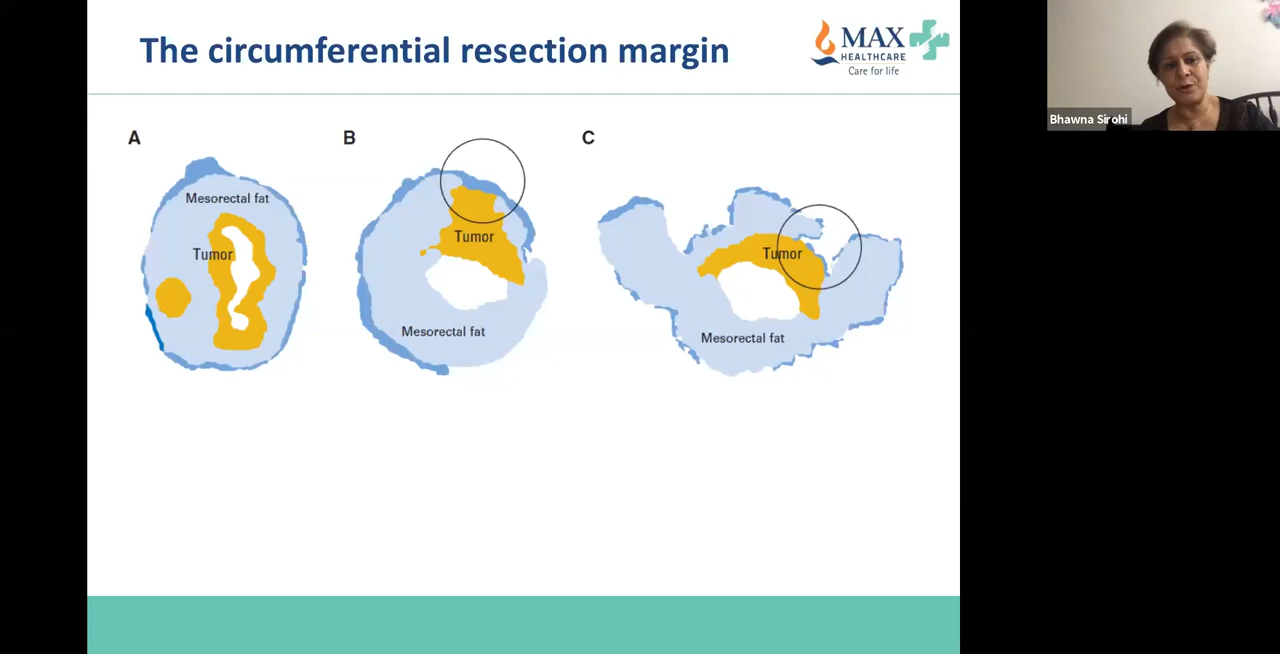 The circumferential resection margin
MAX
HEALTHCARE
Care for life
Bhawna Sirohi
A
B
C
Mesorectal fat
Tumor
Tumor
Mesorectal fat
Tumor
Mesorectal fat